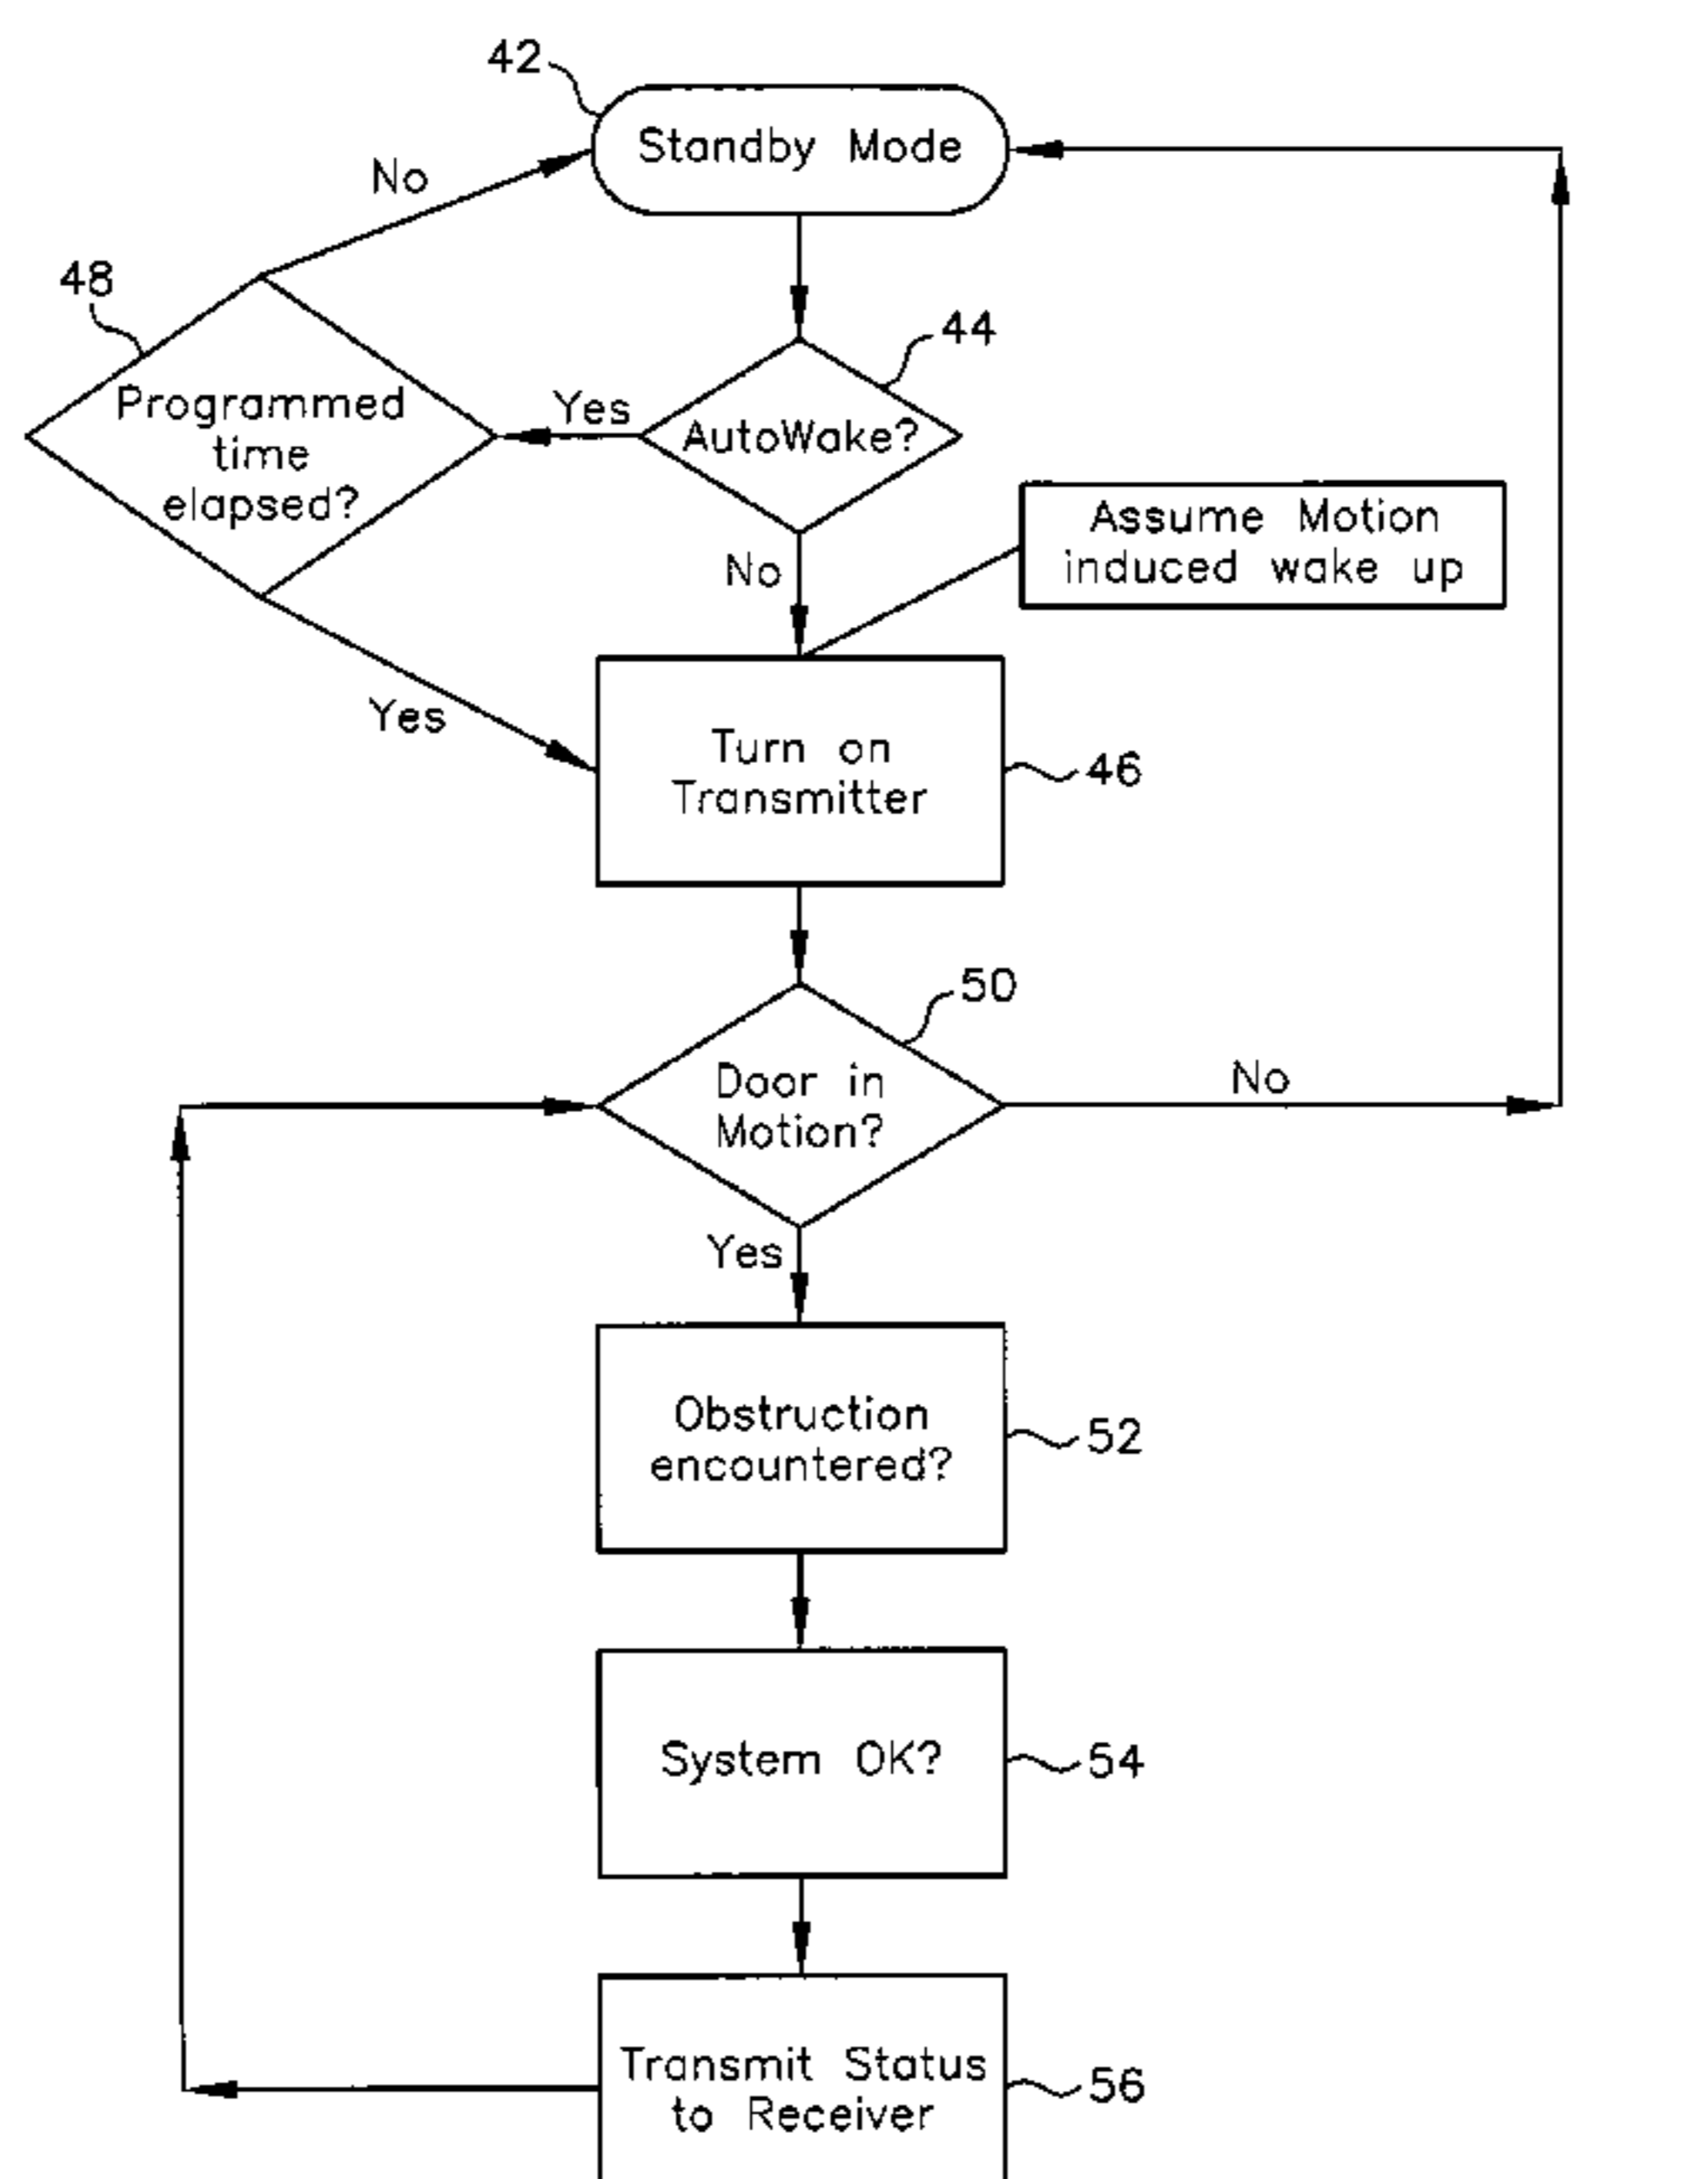 42
Standby Mode
No
48
44
Programmed
time
elapsed?
Yes
AutoWake?
Assume Motion
induced wake up
No
Yes
Turn on
Transmitter
46
50
Door in
Motion?
No
Yes
Obstruction
encountered?
52
System OK?
54
Transmit Status
to Receiver
56